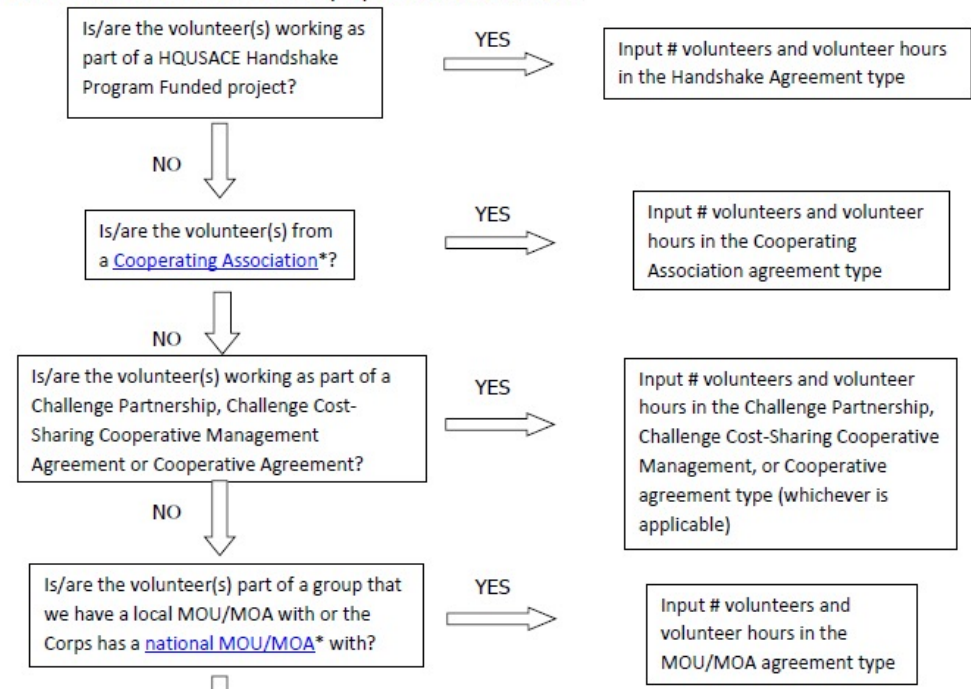 Is/are the volunteer(s) working as
part of a HQUSACE Handshake
Program Funded project?
YES
Input # volunteers and volunteer hours
in the Handshake Agreement type
NO
Is/are the volunteer(s) from
a Cooperating Association*?
YES
Input # volunteers and volunteer
hours in the Cooperating
Association agreement type
NO
Is/are the volunteer(s) working as part of a
Challenge Partnership, Challenge Cost-
Sharing Cooperative Management
Agreement or Cooperative Agreement?
YES
Input # volunteers and volunteer
hours in the Challenge Partnership,
Challenge Cost-Sharing Cooperative
Management, or Cooperative
agreement type (whichever is
applicable)
NO
Is/are the volunteer(s) part of a group that
we have a local MOU/MOA with or the
Corps has a national MOU/MOA* with?
YES
Input # volunteers and
volunteer hours in the
MOU/MOA agreement type